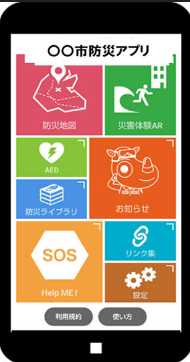 〇〇市防災アプリ
防災地図
災害体験AR
AED
防災ライブラリ
お知らせ
SOS
Help ME !
リンク集
設定
利用規約
使い方